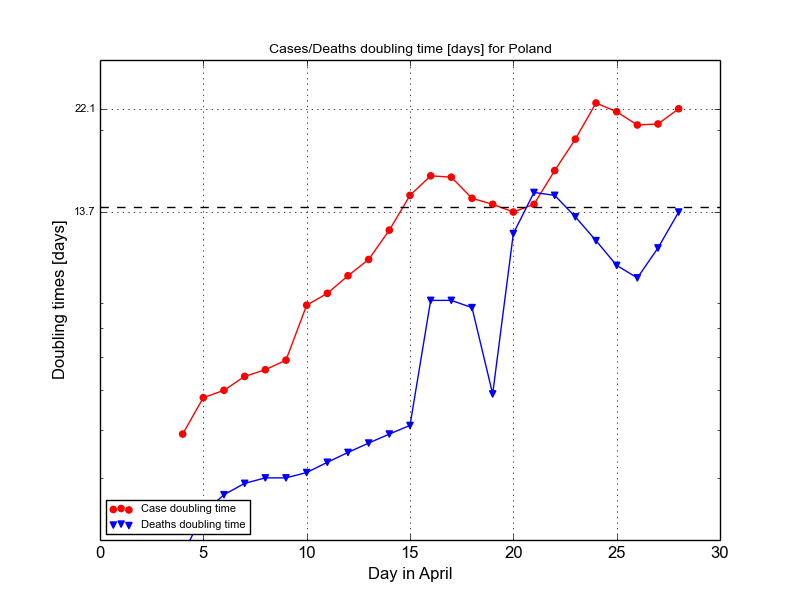 Cases/Deaths doubling time [days] for Poland
22.1
13.7
Doubling times [days]
Case doubling time
Deaths doubling time
0 5 10 15 20 25 30
Day in April